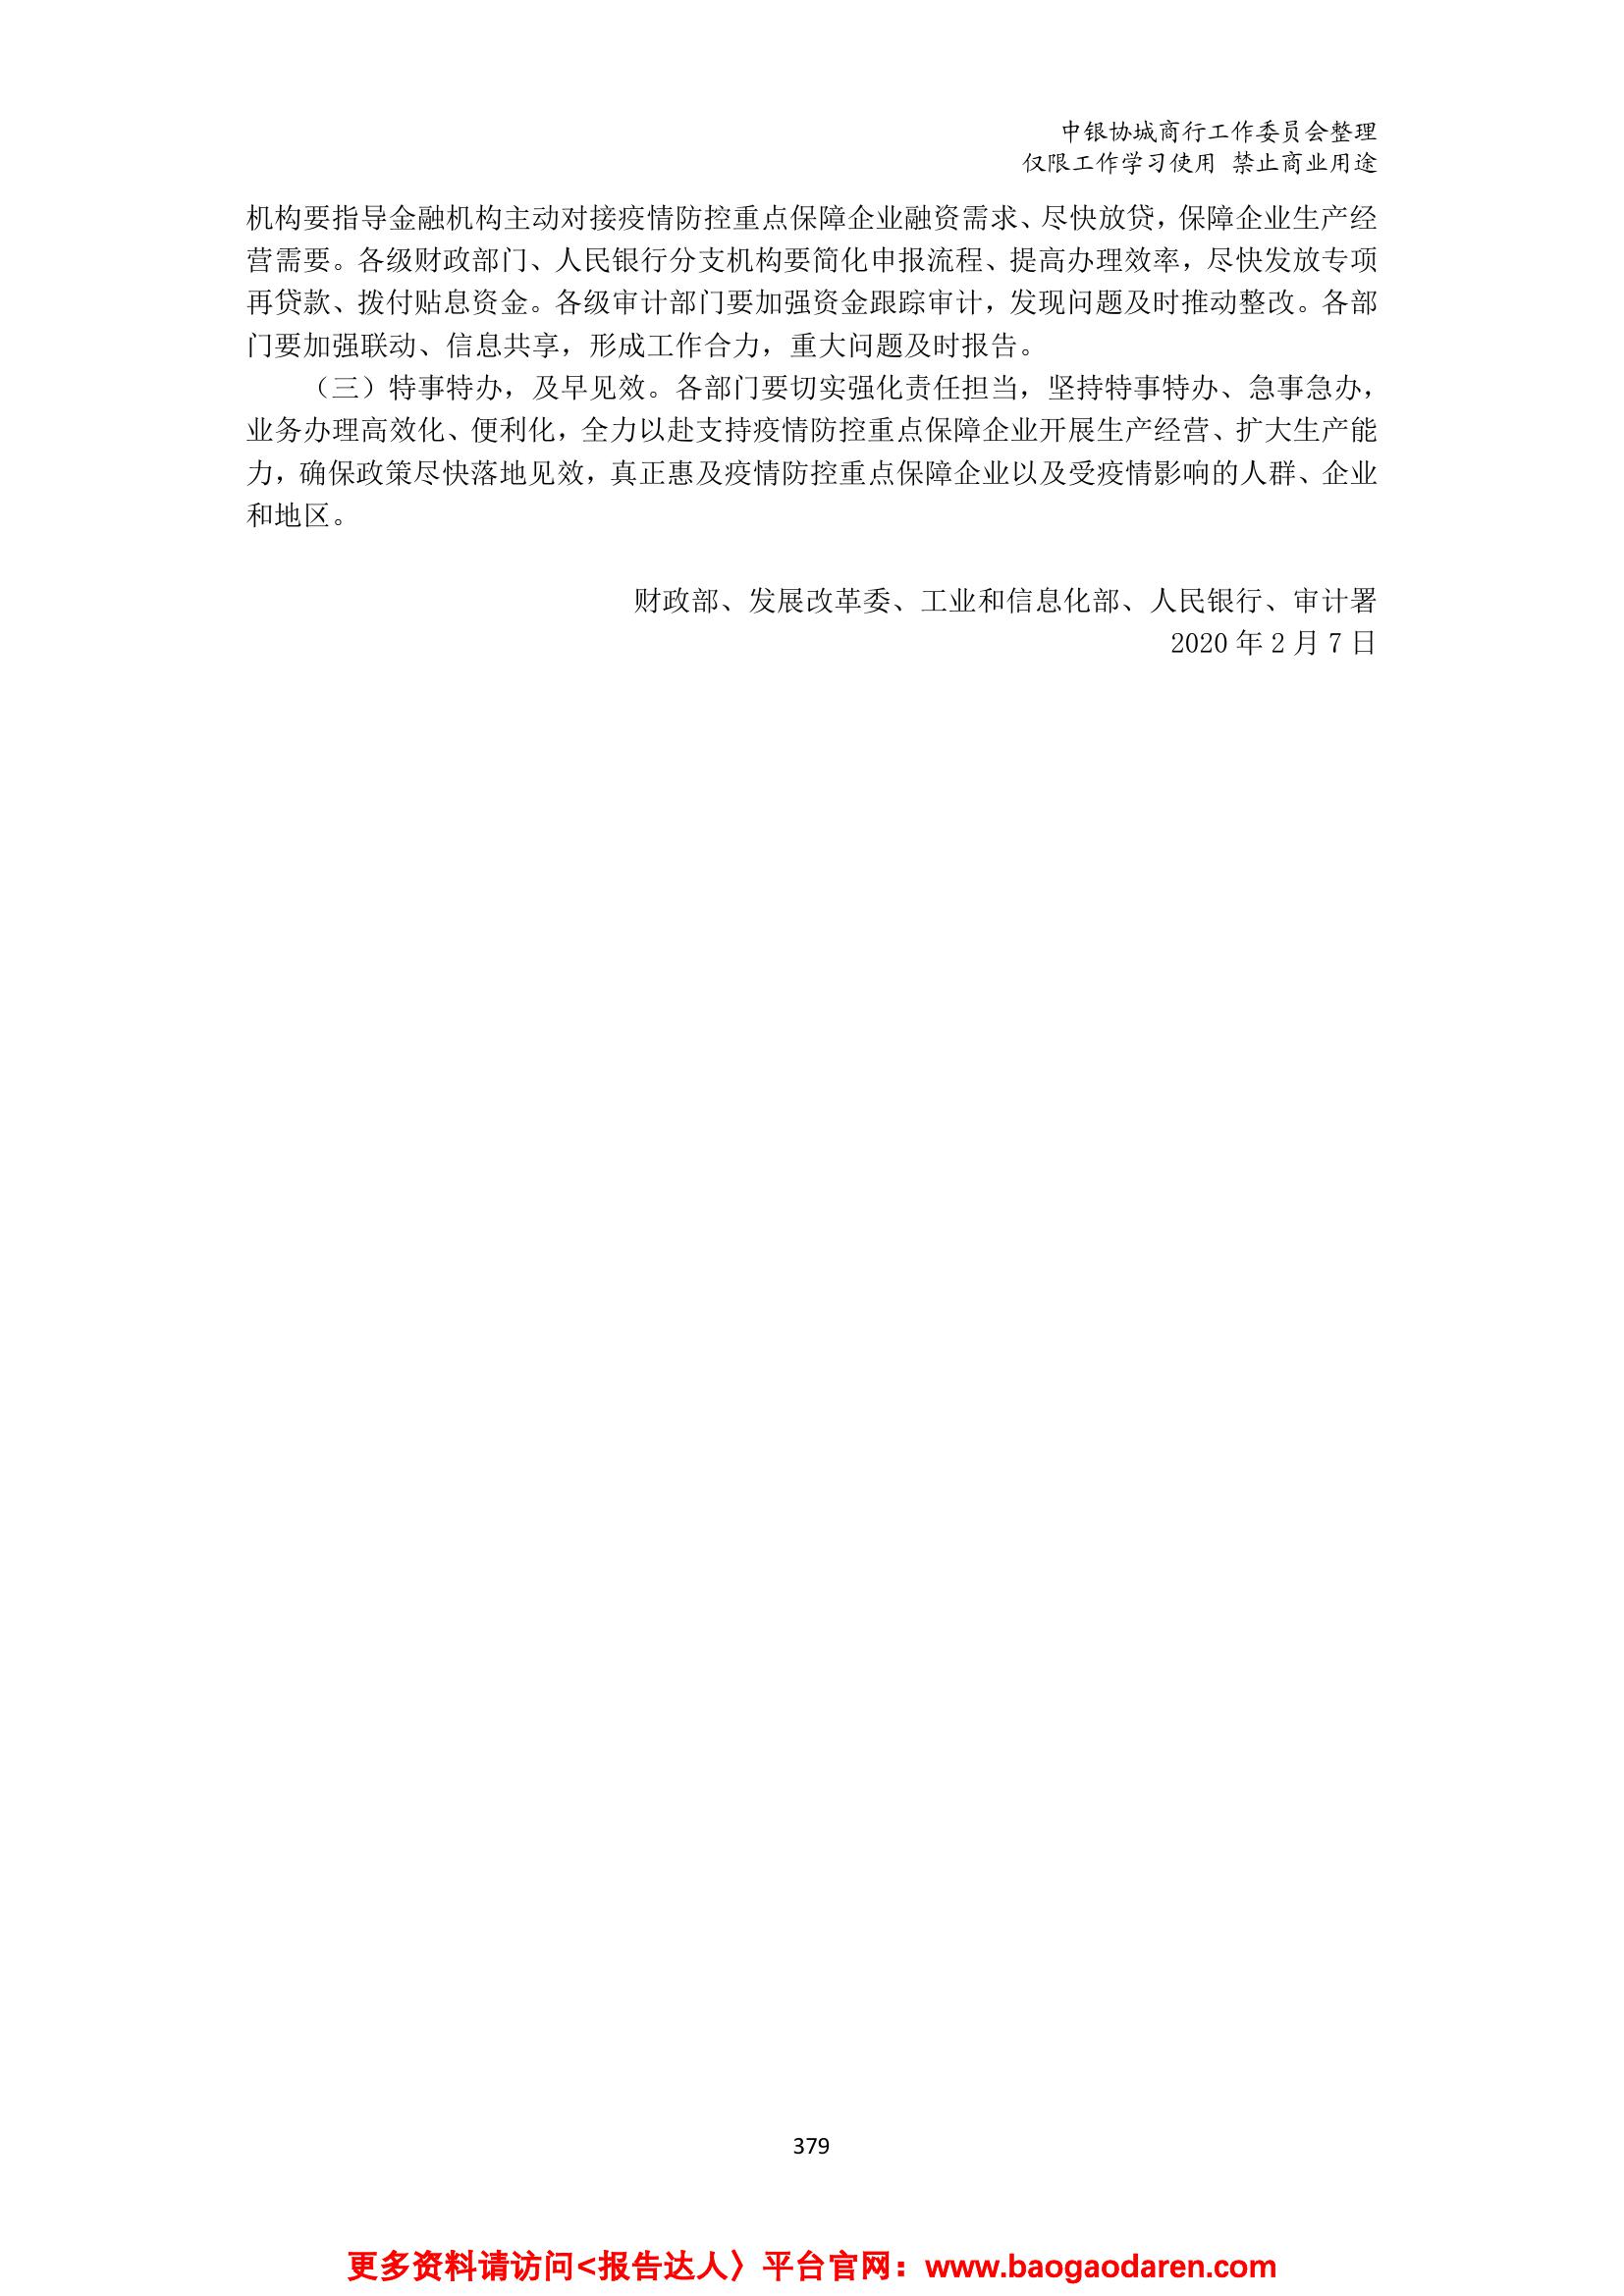 中银协城商行工作委员会整理
仅限工作学习使用 禁止商业用途
机构要指导金融机构主动对接疫情防控重点保障企业融资需求、尽快放贷，保障企业生产经
营需要。各级财政部门、人民银行分支机构要简化申报流程、提高办理效率，尽快发放专项
再贷款、拨付贴息资金。各级审计部门要加强资金跟踪审计，发现问题及时推动整改。各部
门要加强联动、信息共享，形成工作合力，重大问题及时报告。
（三）特事特办，及早见效。各部门要切实强化责任担当，坚持特事特办、急事急办，
业务办理高效化、便利化，全力以赴支持疫情防控重点保障企业开展生产经营、扩大生产能
力，确保政策尽快落地见效，真正惠及疫情防控重点保障企业以及受疫情影响的人群、企业
和地区。
财政部、发展改革委、工业和信息化部、人民银行、审计署
2020 年 2 月 7 日
379
更多资料请访问<报告达人〉平台官网：www.baogaodaren.com